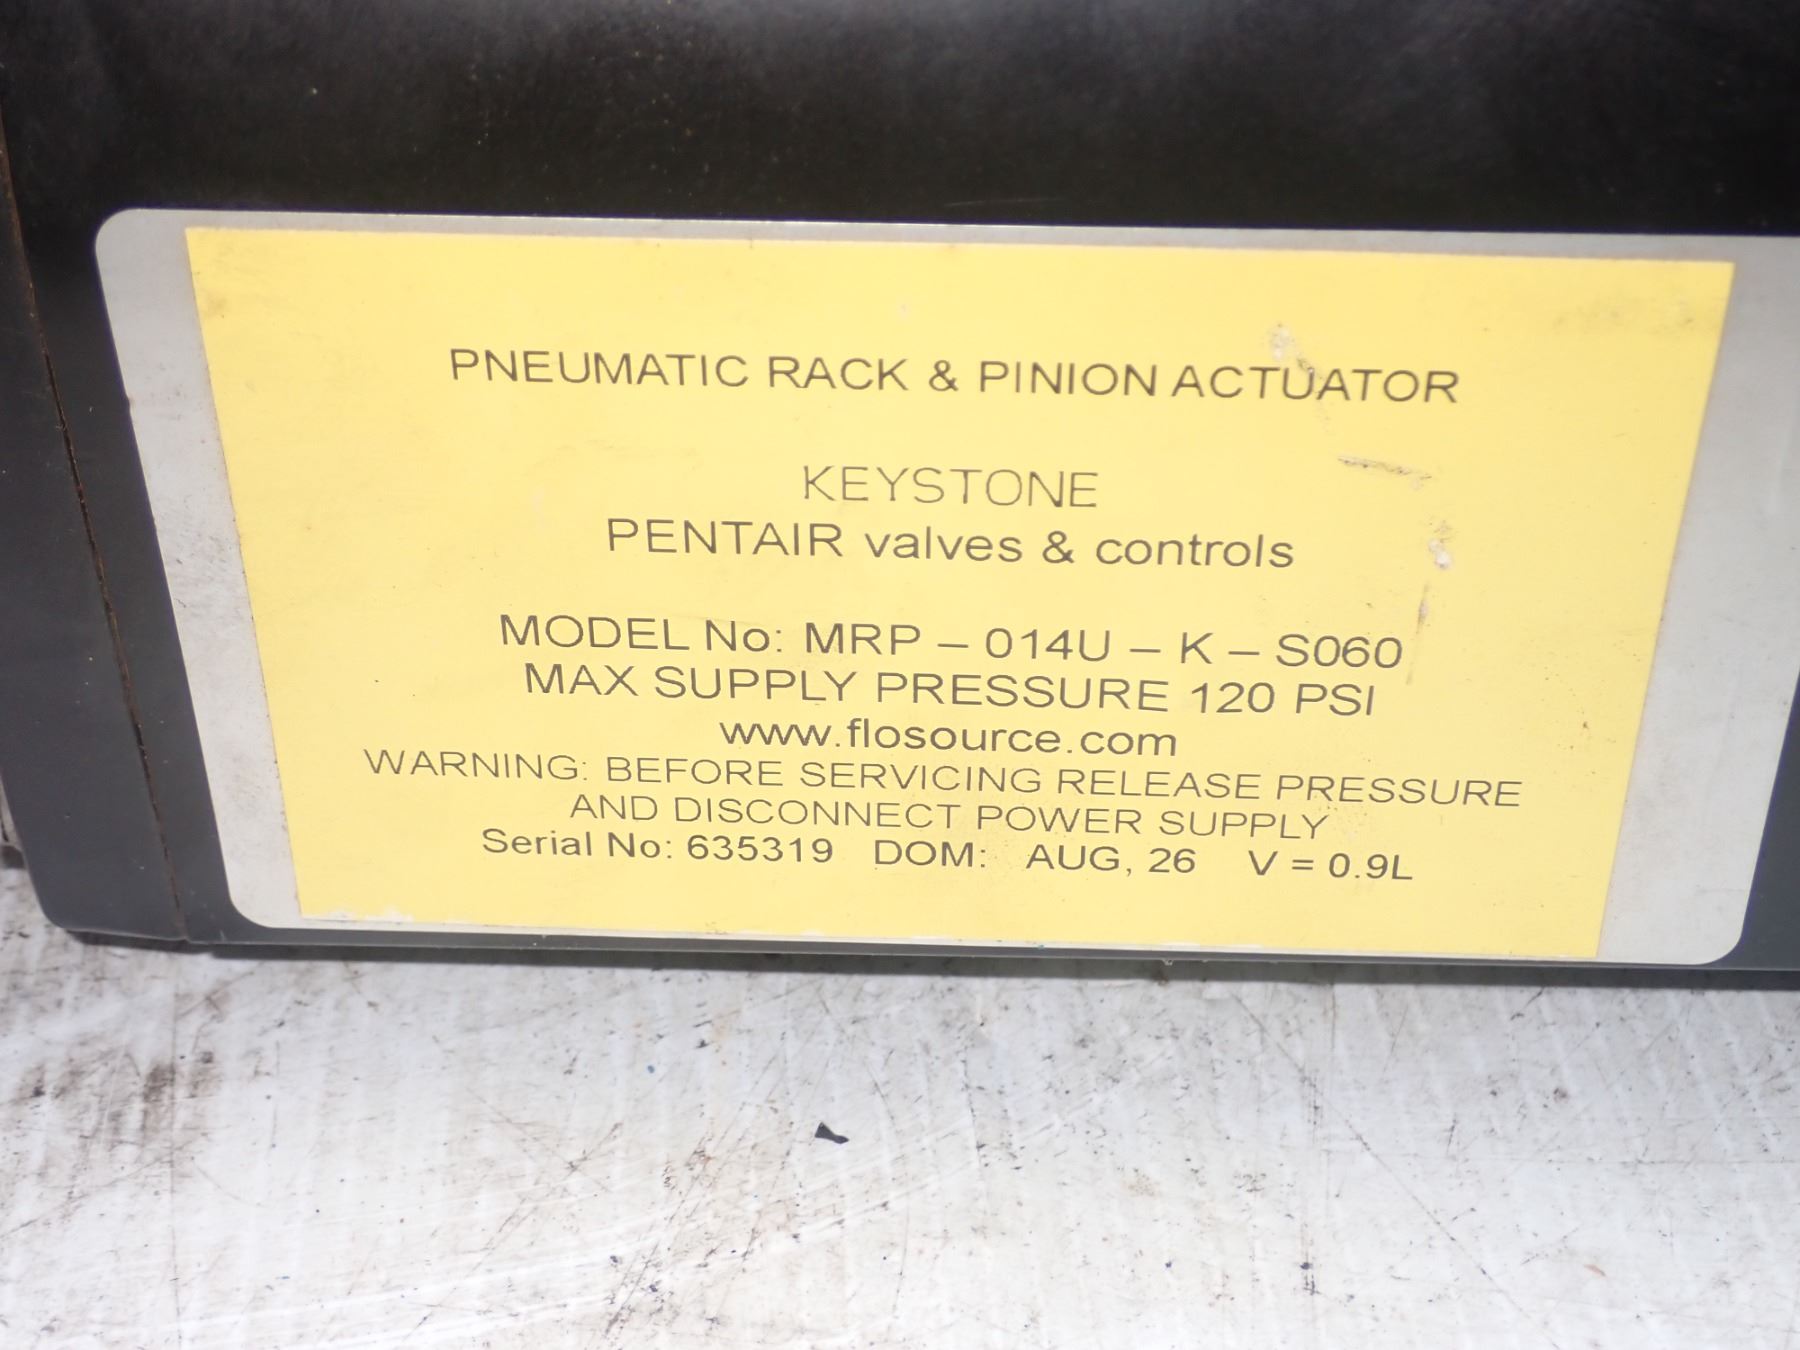 PNEUMATIC RACK & PINION ACTUATOR
KEYSTONE
PENTAIR valves & controls
MODEL No: MRP – 014U – K – S060
MAX SUPPLY PRESSURE 120 PSI
www.flosource.com
WARNING: BEFORE SERVICING RELEASE PRESSURE
AND DISCONNECT POWER SUPPLY
Serial No: 635319 DOM: AUG, 26 V = 0.9L